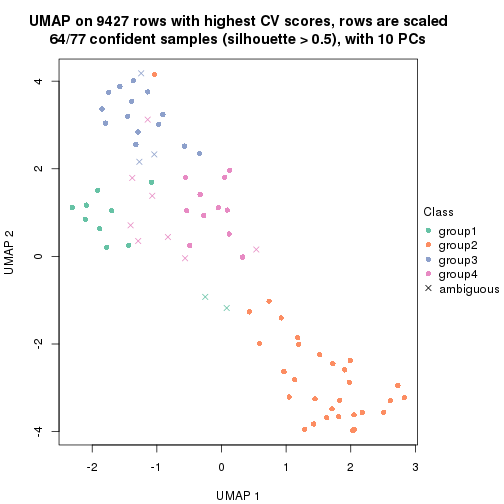 UMAP on 9427 rows with highest CV scores, rows are scaled
64/77 confident samples (silhouette > 0.5), with 10 PCs
4
2
0
-2
-4
UMAP 2
-2
-1
0
1
2
3
UMAP 1
Class
group1
group2
group3
group4
ambiguous